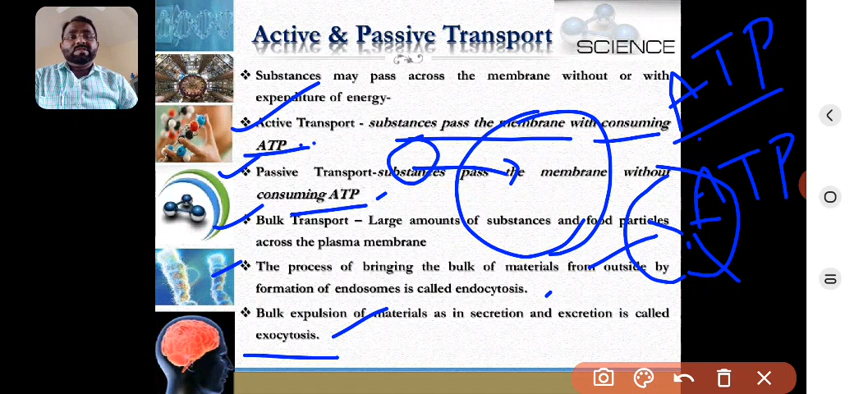 Active & Passive Transport
SCIENCE
❖ Substances may pass across the membrane without or with
expenditure of energy-
❖ Active Transport - substances pass the membrane with consuming
ATP
❖ Passive Transport-substances pass the membrane without
consuming ATP
❖ Bulk Transport – Large amounts of substances and food particles
across the plasma membrane
❖ The process of bringing the bulk of materials from outside by
formation of endosomes is called endocytosis.
❖ Bulk expulsion of materials as in secretion and excretion is called
exocytosis.
ATP
ATP